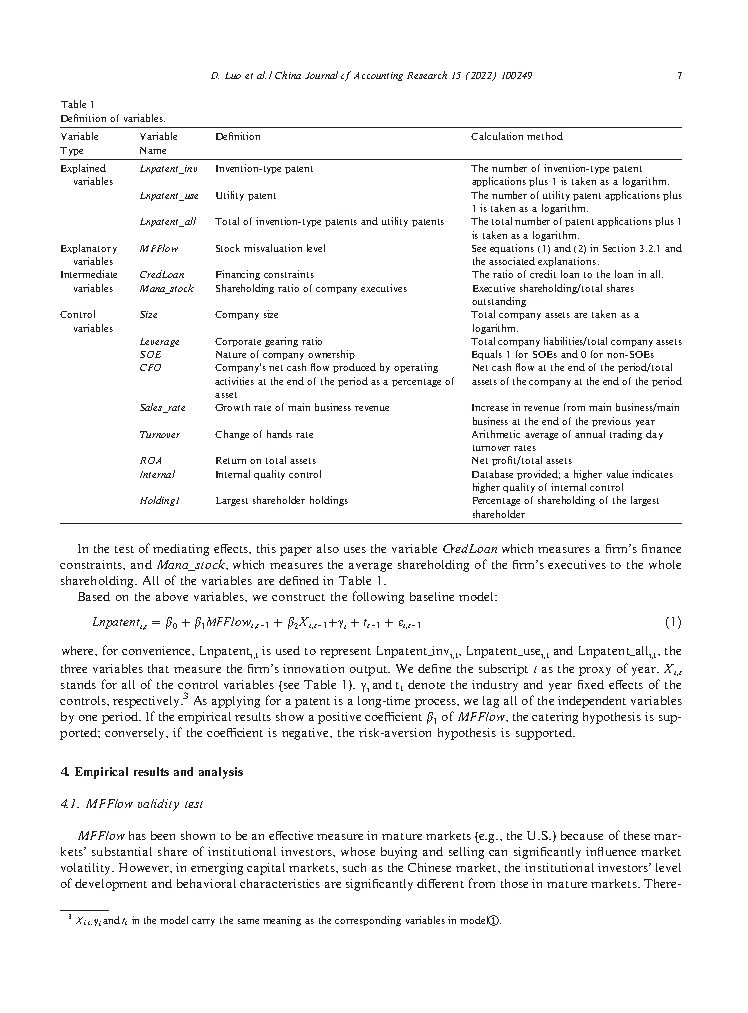 D. Luo et al. / China Journal of Accounting Research 15 (2022) 100249
7
Table 1
Definition of variables.
Variable Type
Variable Name
Definition
Calculation method
Explained variables
Lnpatent_inv
Invention-type patent
The number of invention-type patent
applications plus 1 is taken as a logarithm.
Lnpatent_use
Utility patent
The number of utility patent applications plus
1 is taken as a logarithm.
Lnpatent_all
Total of invention-type patents and utility patents
The total number of patent applications plus 1
is taken as a logarithm.
Explanatory variables
MFFlow
Stock misvaluation level
See equations (1) and (2) in Section 3.2.1 and
the associated explanations.
Intermediate variables
CredLoan
Financing constraints
The ratio of credit loan to the loan in all.
Mana_stock
Shareholding ratio of company executives
Executive shareholding/total shares
outstanding
Control variables
Size
Company size
Total company assets are taken as a
logarithm.
Leverage
Corporate gearing ratio
Total company liabilities/total company assets
SOE
Nature of company ownership
Equals 1 for SOEs and 0 for non-SOEs
CFO
Company's net cash flow produced by operating
activities at the end of the period as a percentage of
asset
Net cash flow at the end of the period/total
assets of the company at the end of the period
Sales_rate
Growth rate of main business revenue
Increase in revenue from main business/main
business at the end of the previous year
Turnover
Change of hands rate
Arithmetic average of annual trading day
turnover rates
ROA
Return on total assets
Net profit/total assets
Internal
Internal quality control
Database provided; a higher value indicates
higher quality of internal control
Holding1
Largest shareholder holdings
Percentage of shareholding of the largest
shareholder
In the test of mediating effects, this paper also uses the variable CredLoan which measures a firm's finance
constraints, and Mana_stock, which measures the average shareholding of the firm's executives to the whole
shareholding. All of the variables are defined in Table 1.
Based on the above variables, we construct the following baseline model:
Lnpatent_{i,t} = β₀ + β₁MFFlow_{i,t−1} + β₂X_{i,t−1} + γ_i + t_{t−1} + ε_{i,t−1} (1)
where, for convenience, Lnpatent_{i,t} is used to represent Lnpatent_inv_{i,t}, Lnpatent_use_{i,t} and Lnpatent_all_{i,t}, the
three variables that measure the firm's innovation output. We define the subscript t as the proxy of year. X_{i,t}
stands for all of the control variables (see Table 1). γ_i and t_t denote the industry and year fixed effects of the
controls, respectively.³ As applying for a patent is a long-time process, we lag all of the independent variables
by one period. If the empirical results show a positive coefficient β₁ of MFFlow, the catering hypothesis is sup-
ported; conversely, if the coefficient is negative, the risk-aversion hypothesis is supported.
4. Empirical results and analysis
4.1. MFFlow validity test
MFFlow has been shown to be an effective measure in mature markets (e.g., the U.S.) because of these mar-
kets' substantial share of institutional investors, whose buying and selling can significantly influence market
volatility. However, in emerging capital markets, such as the Chinese market, the institutional investors' level
of development and behavioral characteristics are significantly different from those in mature markets. There-
³ X_{i,t}, γ_i and t_t in the model carry the same meaning as the corresponding variables in model①.